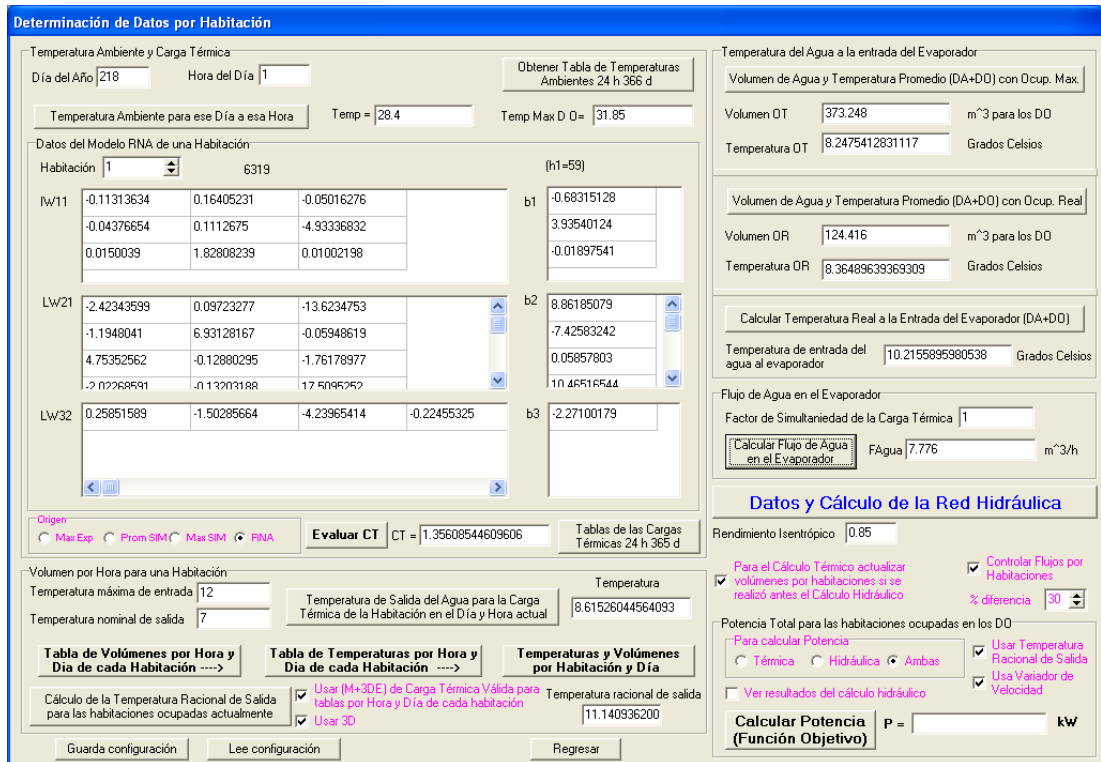 Determinación de Datos por Habitación
Temperatura Ambiente y Carga Térmica
Día del Año 218 Hora del Día 1
Obtener Tabla de Temperaturas
Ambientes 24 h 366 d
Temperatura Ambiente para ese Día a esa Hora Temp = 28.4 Temp Max D O= 31.85
Datos del Modelo RNA de una Habitación
Habitación 1 6319 (h1=59)
IW11 -0.11313634 0.16405231 -0.05016276
-0.04376654 0.1112675 -4.93336832
0.0150039 1.82808239 0.01002198
b1 -0.68315128
3.93540124
-0.01897541
LW21 -2.42343599 0.09723277 -13.6234753
-1.1948041 6.93128167 -0.05948619
4.75352562 -0.12880295 -1.76178977
-2.02268591 -0.13203188 17.5095252
b2 8.86185079
-7.42583242
0.05857803
10.46516544
LW32 0.25851589 -1.50285664 -4.23965414 -0.22455325
b3 -2.27100179
Origen
Max Exp Prom SIM Max SIM RNA
Evaluar CT CT = 1.35608544609606
Tablas de las Cargas
Térmicas 24 h 365 d
Volumen por Hora para una Habitación
Temperatura máxima de entrada 12
Temperatura nominal de salida 7
Temperatura de Salida del Agua para la Carga
Térmica de la Habitación en el Día y Hora actual
Temperatura
8.61526044564093
Tabla de Volúmenes por Hora y
Dia de cada Habitación ---->
Tabla de Temperaturas por Hora y
Dia de cada Habitación ---->
Temperaturas y Volúmenes
por Habitación y Día
Cálculo de la Temperatura Racional de Salida
para las habitaciones ocupadas actualmente
Usar (M+3DE) de Carga Térmica Válida para
tablas por Hora y Día de cada habitación
Usar 3D
Temperatura racional de salida
11.140936200
Guarda configuración Lee configuración Regresar
Temperatura del Agua a la entrada del Evaporador
Volumen de Agua y Temperatura Promedio (DA+DO) con Ocup. Max.
Volumen OT 373.248 m^3 para los DO
Temperatura OT 8.2475412831117 Grados Celsios
Volumen de Agua y Temperatura Promedio (DA+DO) con Ocup. Real
Volumen OR 124.416 m^3 para los DO
Temperatura OR 8.36489639369309 Grados Celsios
Calcular Temperatura Real a la Entrada del Evaporador (DA+DO)
Temperatura de entrada del
agua al evaporador
10.2155895980538 Grados Celsios
Flujo de Agua en el Evaporador
Factor de Simultaniedad de la Carga Térmica 1
Calcular Flujo de Agua
en el Evaporador
FAgua 7.776 m^3/h
Datos y Cálculo de la Red Hidráulica
Rendimiento Isentrópico 0.85
Para el Cálculo Térmico actualizar
volúmenes por habitaciones si se
realizó antes el Cálculo Hidráulico
Controlar Flujos por
Habitaciones
% diferencia 30
Potencia Total para las habitaciones ocupadas en los DO
Para calcular Potencia
Térmica Hidráulica Ambas
Usar Temperatura
Racional de Salida
Usa Variador de
Velocidad
Ver resultados del cálculo hidráulico
Calcular Potencia
(Función Objetivo)
P = kW